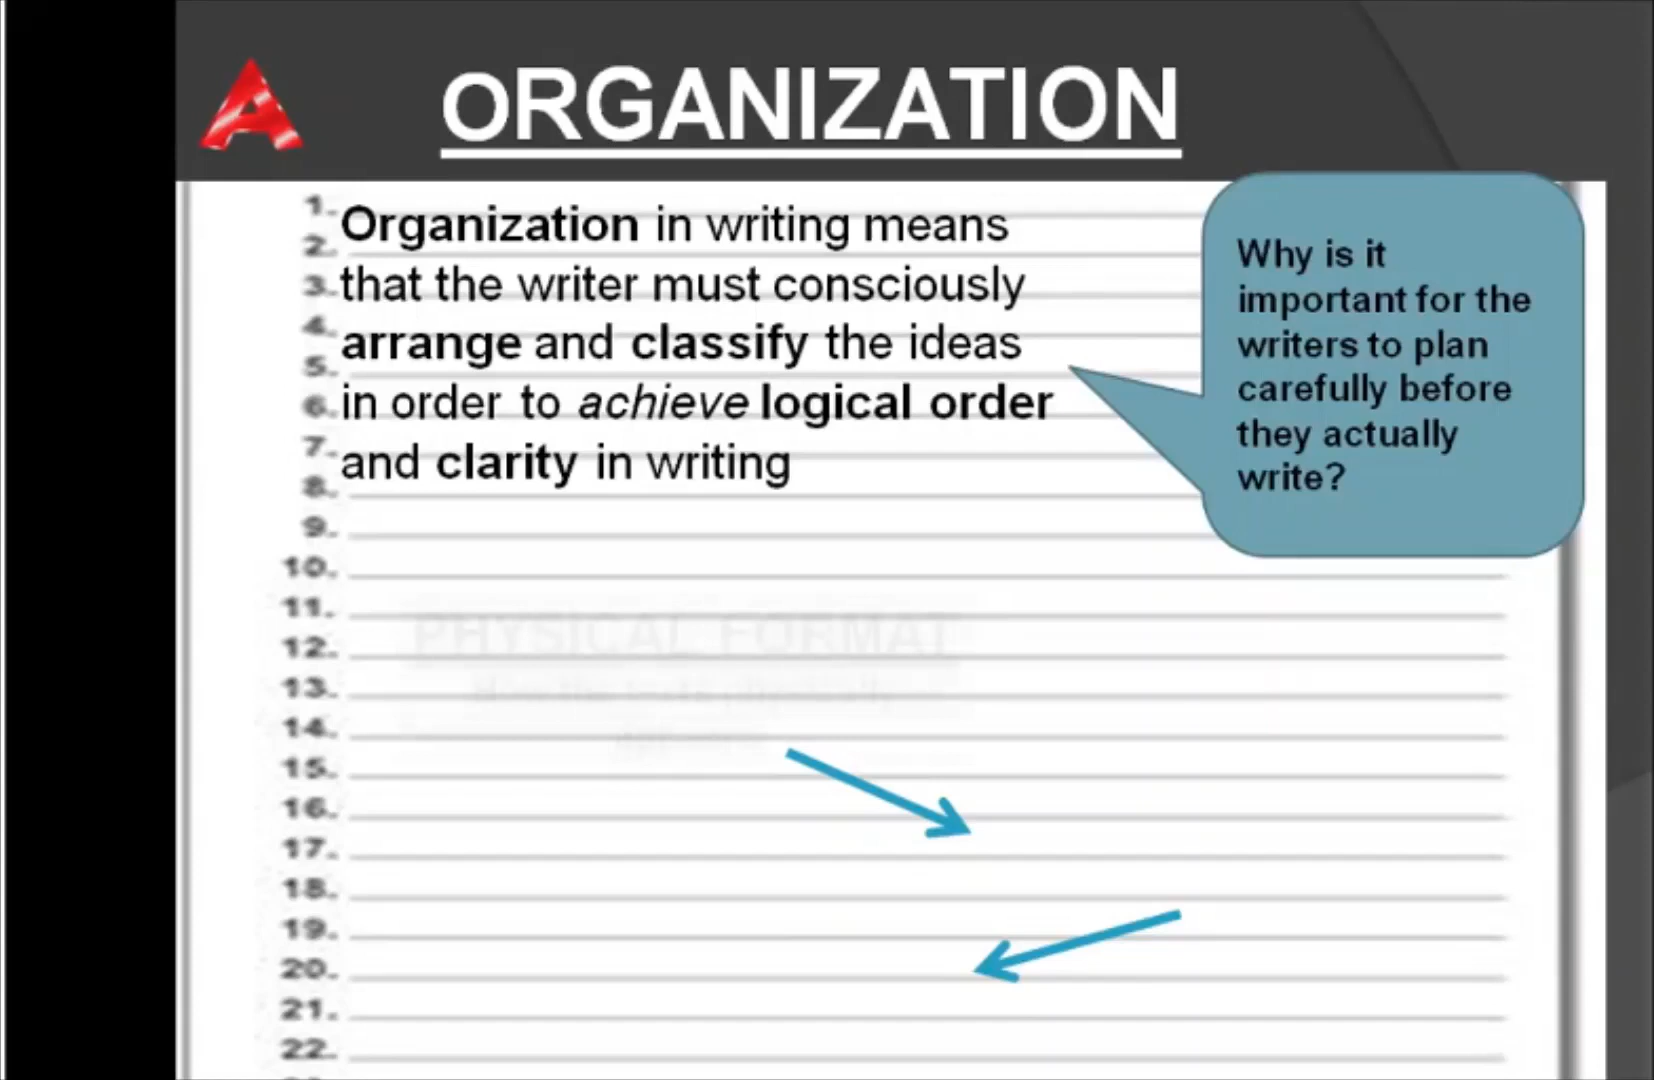 A
ORGANIZATION
1.
Organization in writing means
2.
3.
that the writer must consciously
4.
arrange and classify the ideas
5.
6.
in order to achieve logical order
7.
and clarity in writing
8.
9.
10.
11.
12.
13.
14.
15.
16.
17.
18.
19.
20.
21.
22.
Why is it
important for the
writers to plan
carefully before
they actually
write?
PHYSICAL FORMAT